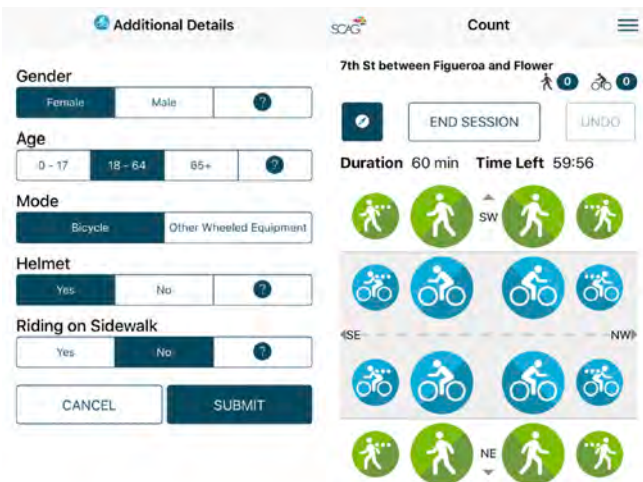 Additional Details
Gender
Female Male ?
Age
0 - 17 18 - 64 65+ ?
Mode
Bicycle Other Wheeled Equipment
Helmet
Yes No ?
Riding on Sidewalk
Yes No ?
CANCEL SUBMIT
SCAG Count
7th St between Figueroa and Flower
0 0
END SESSION UNDO
Duration 60 min Time Left 59:56
SW
SE NW
NE